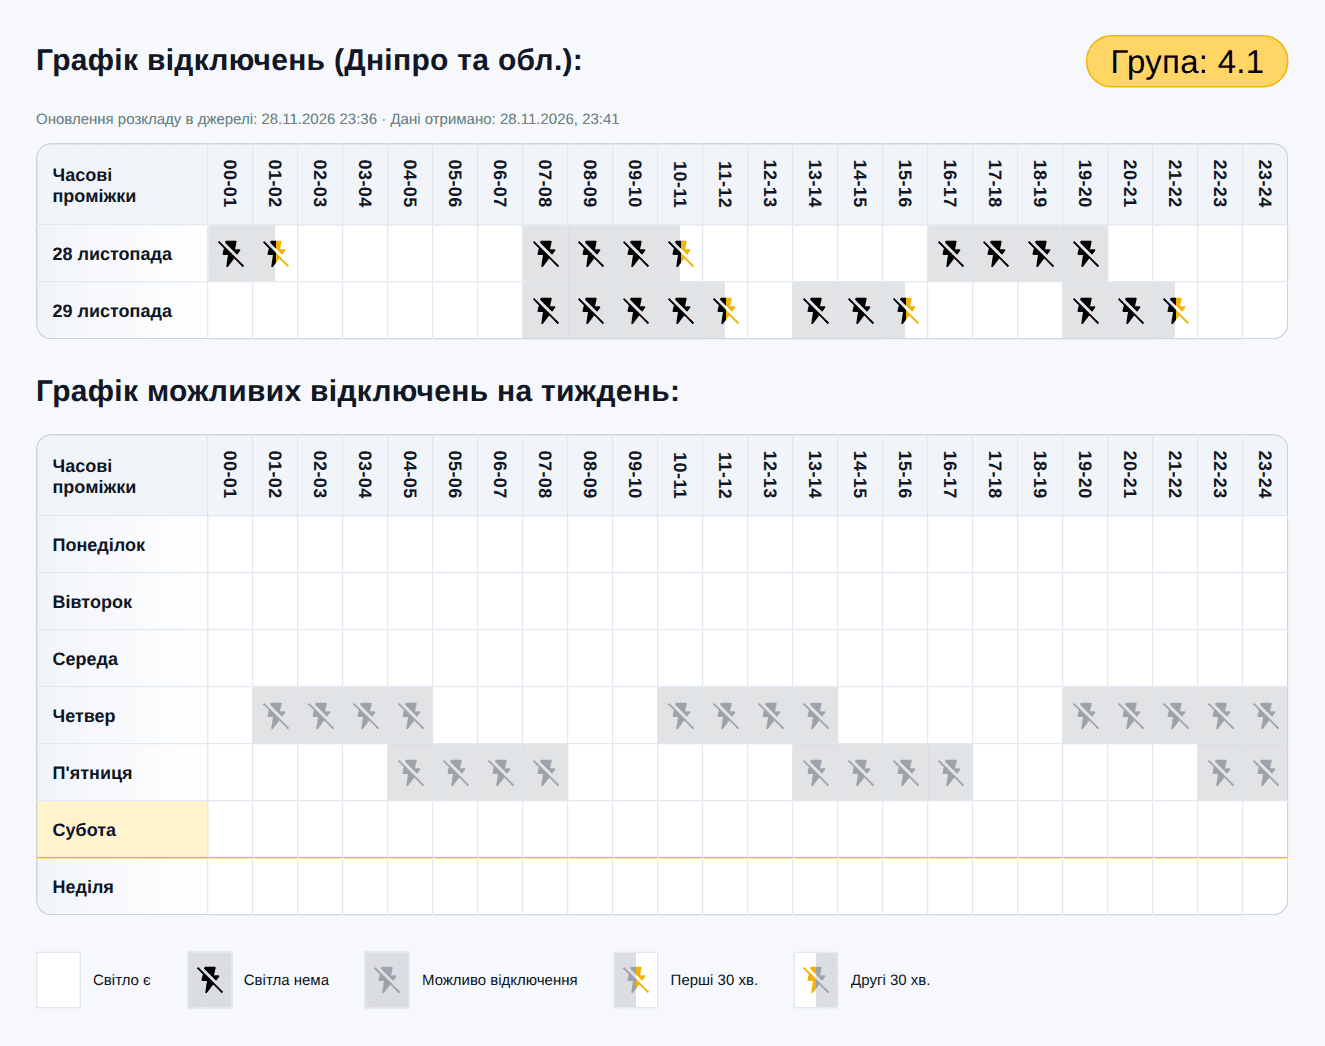 Графік відключень (Дніпро та обл.):
Група: 4.1
Оновлення розкладу в джерелі: 28.11.2026 23:36 · Дані отримано: 28.11.2026, 23:41
Часові проміжки 00-01 01-02 02-03 03-04 04-05 05-06 06-07 07-08 08-09 09-10 10-11 11-12 12-13 13-14 14-15 15-16 16-17 17-18 18-19 19-20 20-21 21-22 22-23 23-24
28 листопада
29 листопада
Графік можливих відключень на тиждень:
Часові проміжки 00-01 01-02 02-03 03-04 04-05 05-06 06-07 07-08 08-09 09-10 10-11 11-12 12-13 13-14 14-15 15-16 16-17 17-18 18-19 19-20 20-21 21-22 22-23 23-24
Понеділок
Вівторок
Середа
Четвер
П'ятниця
Субота
Неділя
Світло є Світла нема Можливо відключення Перші 30 хв. Другі 30 хв.